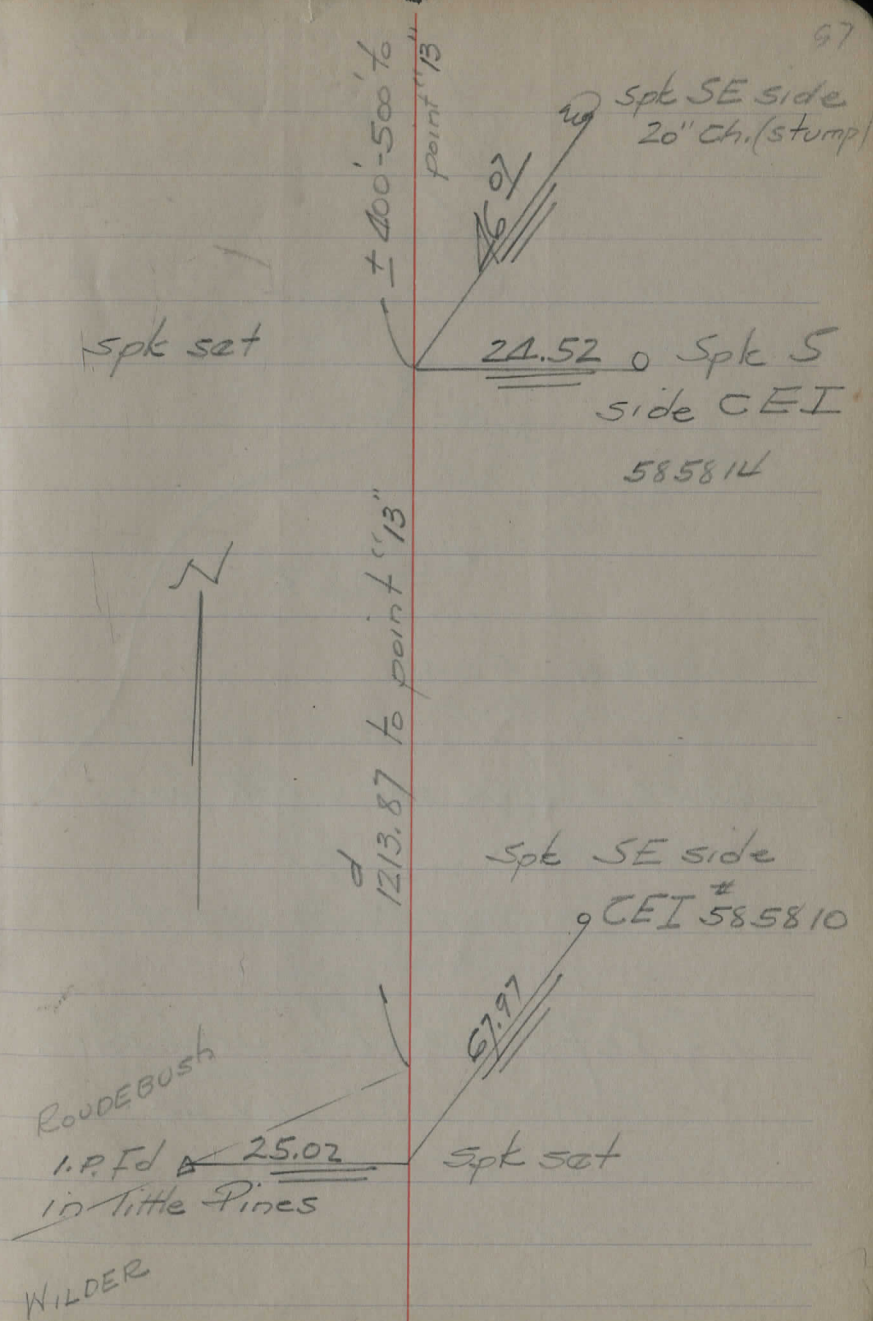 67
± 400'-500' to
point "13"
spk SE side
20" Ch. (stump)
spk set
24.52
Spk S
side CEI
585814
N
1213.87 to point "13"
d
Spk SE side
CEI # 585810
67.97
ROUDEBUSH
I.P. Fd
25.02
Spk set
in little Pines
WILDER